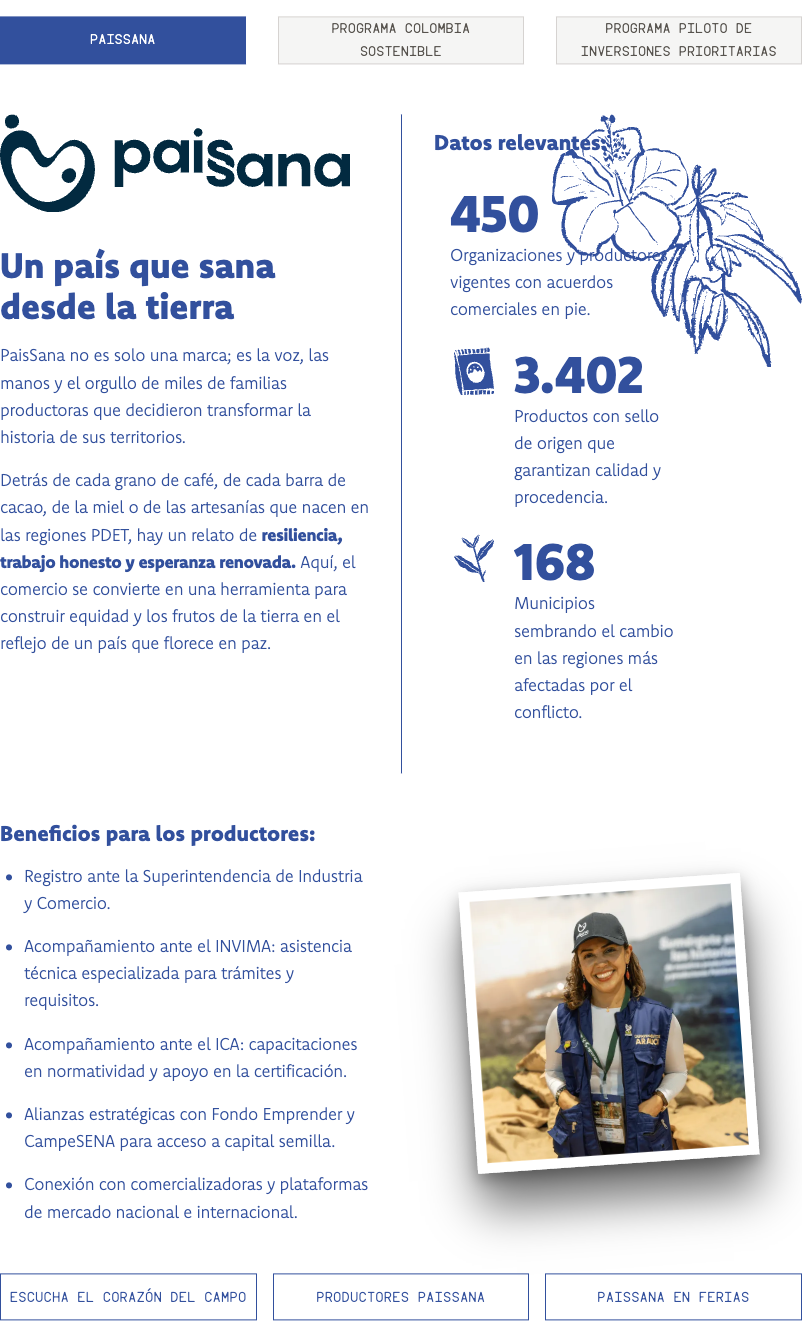 PAISSANA
PROGRAMA COLOMBIA
SOSTENIBLE
PROGRAMA PILOTO DE
INVERSIONES PRIORITARIAS
paissana
Un país que sana
desde la tierra
PaisSana no es solo una marca; es la voz, las
manos y el orgullo de miles de familias
productoras que decidieron transformar la
historia de sus territorios.
Detrás de cada grano de café, de cada barra de
cacao, de la miel o de las artesanías que nacen en
las regiones PDET, hay un relato de resiliencia,
trabajo honesto y esperanza renovada. Aquí, el
comercio se convierte en una herramienta para
construir equidad y los frutos de la tierra en el
reflejo de un país que florece en paz.
Datos relevantes:
450
Organizaciones y productores
vigentes con acuerdos
comerciales en pie.
3.402
Productos con sello
de origen que
garantizan calidad y
procedencia.
168
Municipios
sembrando el cambio
en las regiones más
afectadas por el
conflicto.
Beneficios para los productores:
Registro ante la Superintendencia de Industria
y Comercio.
Acompañamiento ante el INVIMA: asistencia
técnica especializada para trámites y
requisitos.
Acompañamiento ante el ICA: capacitaciones
en normatividad y apoyo en la certificación.
Alianzas estratégicas con Fondo Emprender y
CampeSENA para acceso a capital semilla.
Conexión con comercializadoras y plataformas
de mercado nacional e internacional.
ESCUCHA EL CORAZÓN DEL CAMPO
PRODUCTORES PAISSANA
PAISSANA EN FERIAS